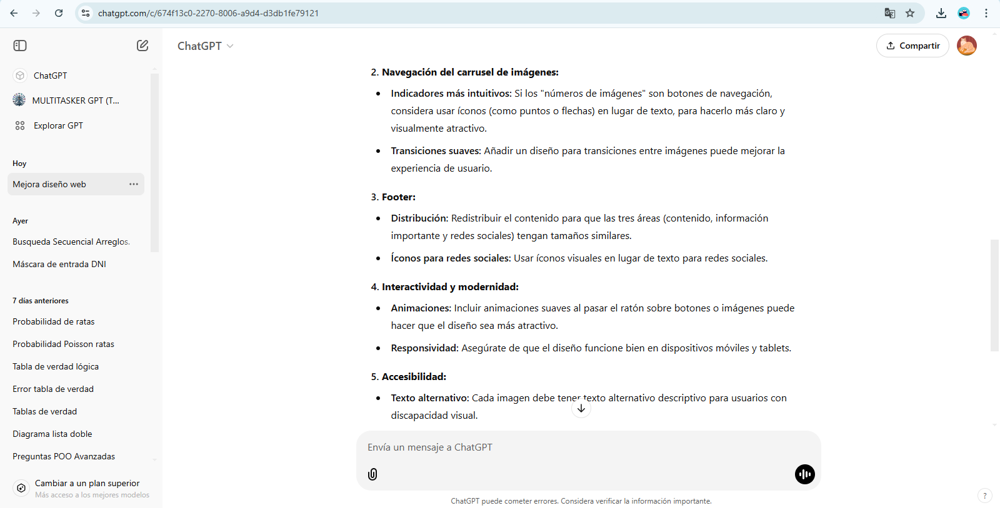 chatgpt.com/c/674f13c0-2270-8006-a9d4-d3db1fe79121
ChatGPT
MULTITASKER GPT (T...
Explorar GPT
Hoy
Mejora diseño web
Ayer
Busqueda Secuencial Arreglos.
Máscara de entrada DNI
7 días anteriores
Probabilidad de ratas
Probabilidad Poisson ratas
Tabla de verdad lógica
Error tabla de verdad
Tablas de verdad
Diagrama lista doble
Preguntas POO Avanzadas
Cambiar a un plan superior
Más acceso a los mejores modelos
ChatGPT
Compartir
2. Navegación del carrusel de imágenes:
• Indicadores más intuitivos: Si los "números de imágenes" son botones de navegación,
considera usar íconos (como puntos o flechas) en lugar de texto, para hacerlo más claro y
visualmente atractivo.
• Transiciones suaves: Añadir un diseño para transiciones entre imágenes puede mejorar la
experiencia de usuario.
3. Footer:
• Distribución: Redistribuir el contenido para que las tres áreas (contenido, información
importante y redes sociales) tengan tamaños similares.
• Íconos para redes sociales: Usar íconos visuales en lugar de texto para redes sociales.
4. Interactividad y modernidad:
• Animaciones: Incluir animaciones suaves al pasar el ratón sobre botones o imágenes puede
hacer que el diseño sea más atractivo.
• Responsividad: Asegúrate de que el diseño funcione bien en dispositivos móviles y tablets.
5. Accesibilidad:
• Texto alternativo: Cada imagen debe tener texto alternativo descriptivo para usuarios con
discapacidad visual.
Envía un mensaje a ChatGPT
ChatGPT puede cometer errores. Considera verificar la información importante.
?